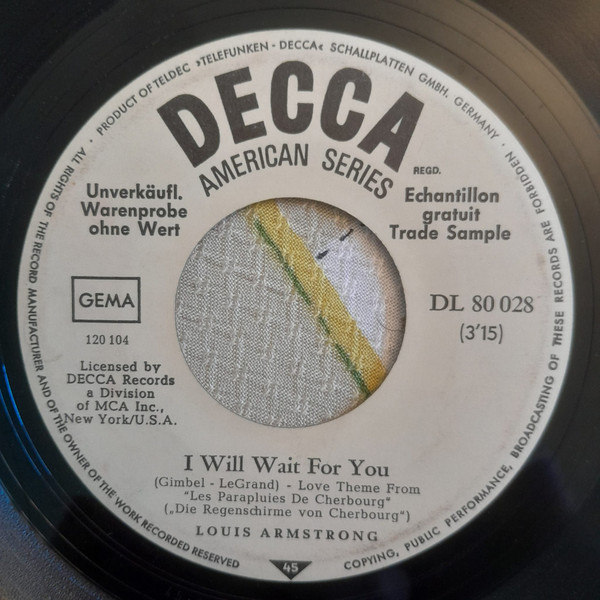 ALL RIGHTS OF THE RECORD MANUFACTURER AND OF THE OWNER OF THE WORK RECORDED RESERVED
· PRODUCT OF TELDEC »TELEFUNKEN - DECCA« SCHALLPLATTEN GMBH. GERMANY ·
COPYING, PUBLIC PERFORMANCE, BROADCASTING OF THESE RECORDS ARE FORBIDDEN
DECCA
REGD.
AMERICAN SERIES
Unverkäufl.
Warenprobe
ohne Wert
Echantillon
gratuit
Trade Sample
GEMA
120 104
DL 80 028
(3'15)
Licensed by
DECCA Records
a Division
of MCA Inc.,
New York/U.S.A.
I Will Wait For You
(Gimbel - LeGrand) - Love Theme From
"Les Parapluies De Cherbourg"
(„Die Regenschirme von Cherbourg")
LOUIS ARMSTRONG
45